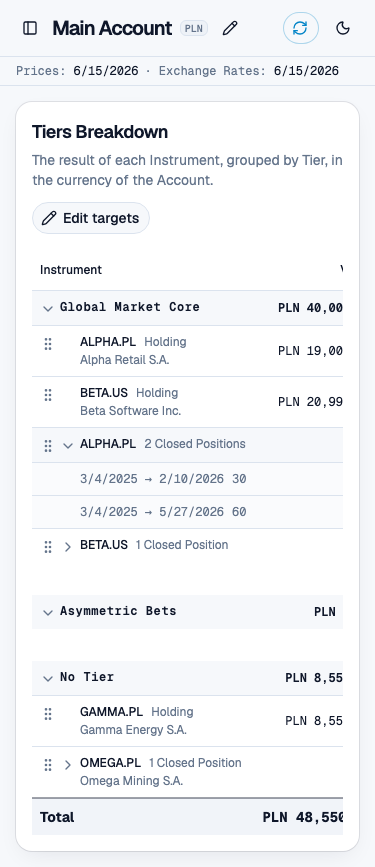 Main Account PLN
Prices: 6/15/2026 · Exchange Rates: 6/15/2026
Tiers Breakdown
The result of each Instrument, grouped by Tier, in
the currency of the Account.
Edit targets
Instrument
Global Market Core PLN 40,00
ALPHA.PL Holding PLN 19,00
Alpha Retail S.A.
BETA.US Holding PLN 20,99
Beta Software Inc.
ALPHA.PL 2 Closed Positions
3/4/2025 → 2/10/2026 30
3/4/2025 → 5/27/2026 60
BETA.US 1 Closed Position
Asymmetric Bets PLN
No Tier PLN 8,55
GAMMA.PL Holding PLN 8,55
Gamma Energy S.A.
OMEGA.PL 1 Closed Position
Omega Mining S.A.
Total PLN 48,550